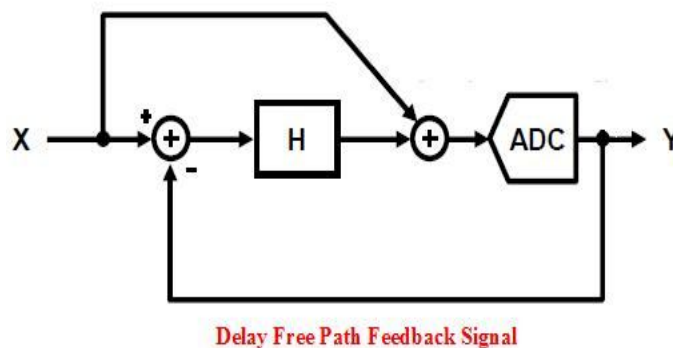 X
+
+
-
H
+
ADC
Y
Delay Free Path Feedback Signal